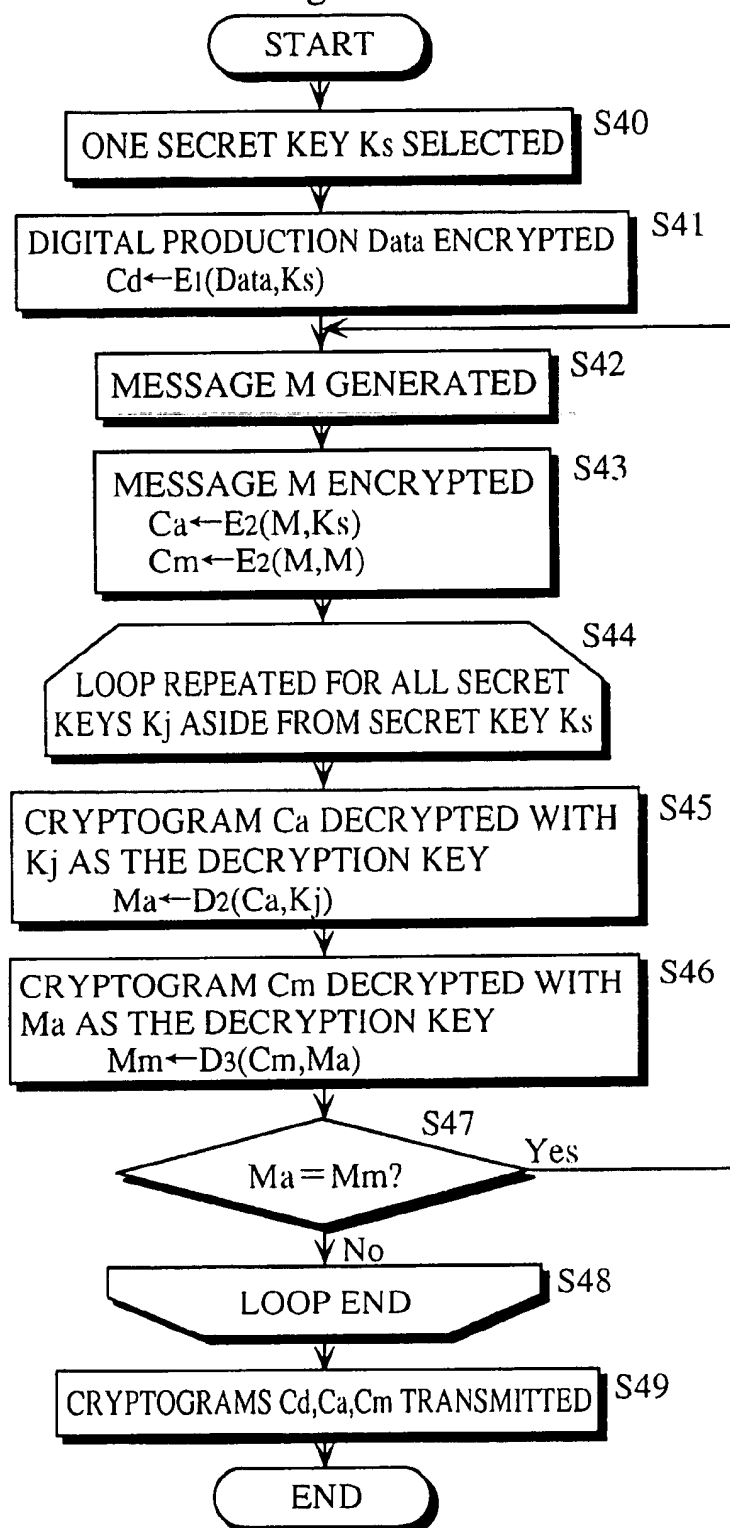 START
ONE SECRET KEY Ks SELECTED
S40
DIGITAL PRODUCTION Data ENCRYPTED
Cd←E1(Data,Ks)
S41
MESSAGE M GENERATED
S42
MESSAGE M ENCRYPTED
Ca←E2(M,Ks)
Cm←E2(M,M)
S43
S44
LOOP REPEATED FOR ALL SECRET
KEYS Kj ASIDE FROM SECRET KEY Ks
CRYPTOGRAM Ca DECRYPTED WITH
Kj AS THE DECRYPTION KEY
Ma←D2(Ca,Kj)
S45
CRYPTOGRAM Cm DECRYPTED WITH
Ma AS THE DECRYPTION KEY
Mm←D3(Cm,Ma)
S46
S47
Ma=Mm?
Yes
No
LOOP END
S48
CRYPTOGRAMS Cd,Ca,Cm TRANSMITTED
S49
END